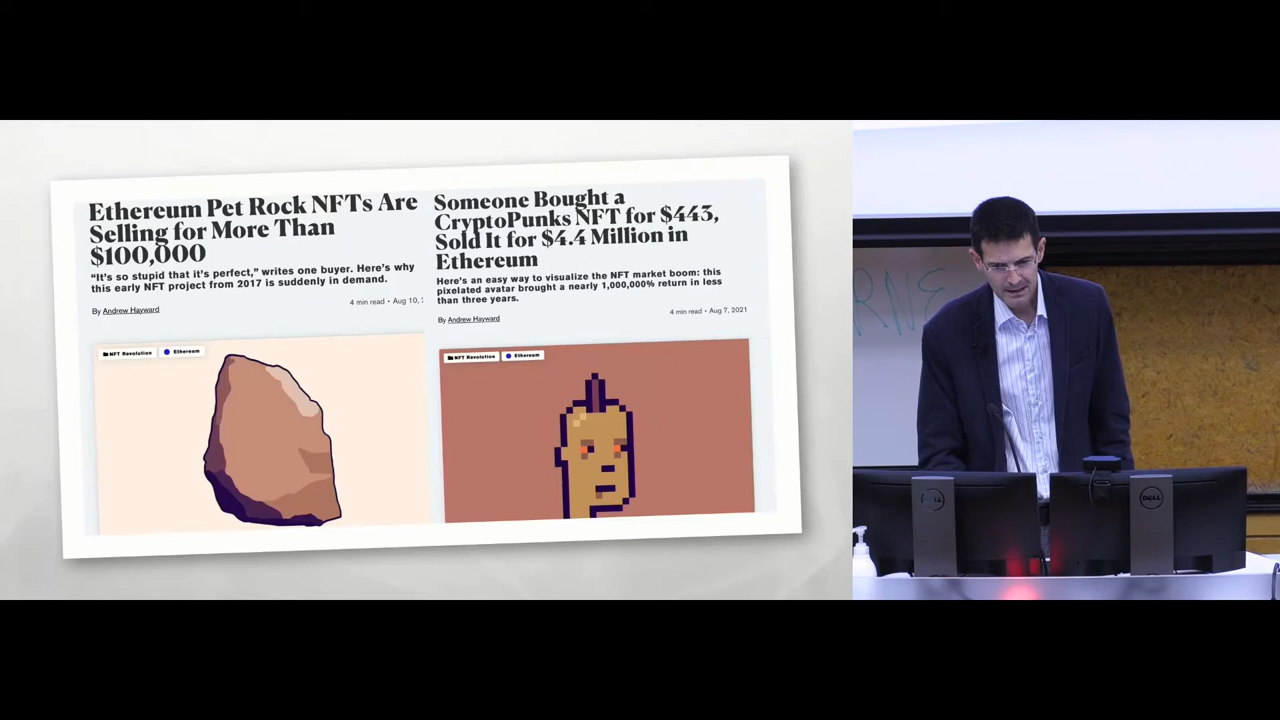 Ethereum Pet Rock NFTs Are
Selling for More Than
$100,000
“It's so stupid that it's perfect,” writes one buyer. Here's why
this early NFT project from 2017 is suddenly in demand.
By Andrew Hayward
4 min read • Aug 10,
NFT Revolution
Ethereum
Someone Bought a
CryptoPunks NFT for $443,
Sold It for $4.4 Million in
Ethereum
Here's an easy way to visualize the NFT market boom: this
pixelated avatar brought a nearly 1,000,000% return in less
than three years.
By Andrew Hayward
4 min read • Aug 7, 2021
NFT Revolution
Ethereum
DELL
DELL